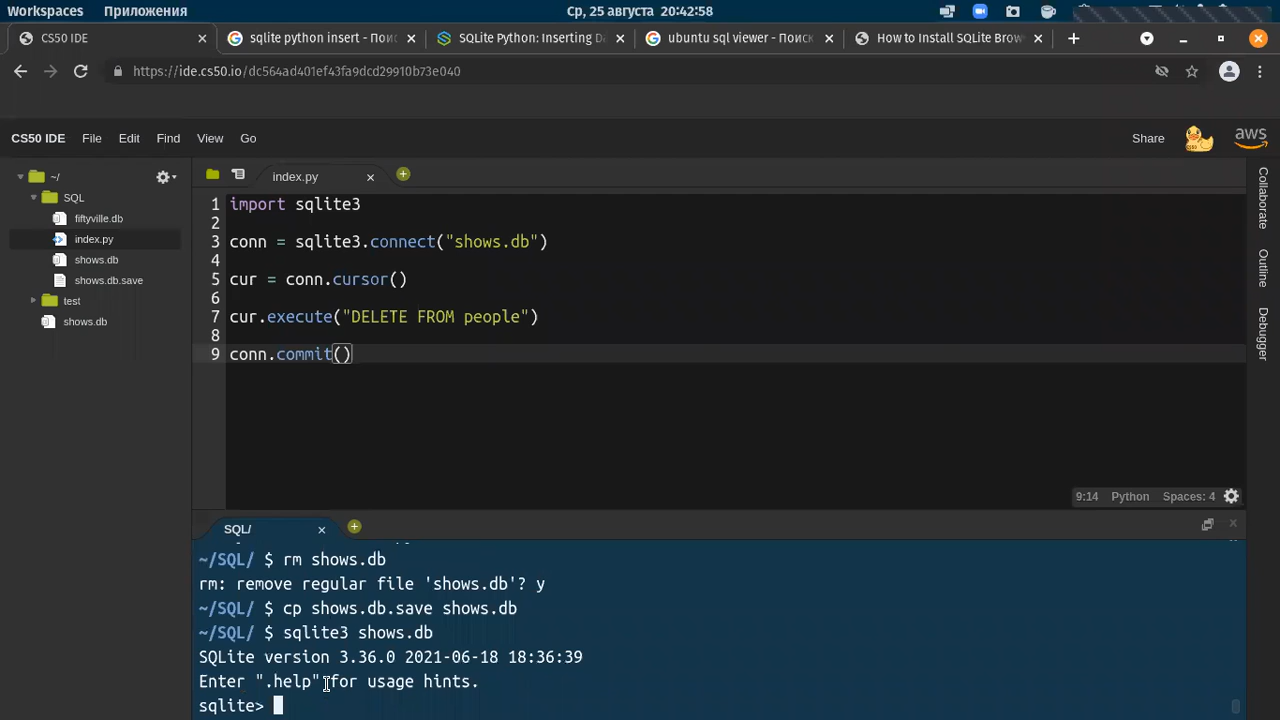 Workspaces Приложения Ср, 25 августа 20:42:58
CS50 IDE sqlite python insert - Пои SQLite Python: Inserting Da ubuntu sql viewer - Поиск How to Install SQLite Brow
https://ide.cs50.io/dc564ad401ef43fa9dcd29910b73e040
CS50 IDE File Edit Find View Go Share aws
~/
SQL
fiftyville.db
index.py
shows.db
shows.db.save
test
shows.db
index.py
1 import sqlite3
2
3 conn = sqlite3.connect("shows.db")
4
5 cur = conn.cursor()
6
7 cur.execute("DELETE FROM people")
8
9 conn.commit()
9:14 Python Spaces: 4
Collaborate
Outline
Debugger
SQL/
~/SQL/ $ rm shows.db
rm: remove regular file 'shows.db'? y
~/SQL/ $ cp shows.db.save shows.db
~/SQL/ $ sqlite3 shows.db
SQLite version 3.36.0 2021-06-18 18:36:39
Enter ".help" for usage hints.
sqlite>